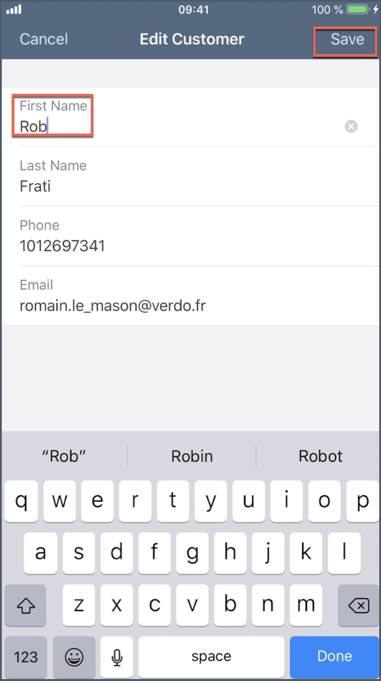 09:41
100 %
Cancel
Edit Customer
Save
First Name
Rob
Last Name
Frati
Phone
1012697341
Email
romain.le_mason@verdo.fr
“Rob” Robin Robot
q w e r t y u i o p
a s d f g h j k l
z x c v b n m
123 space Done